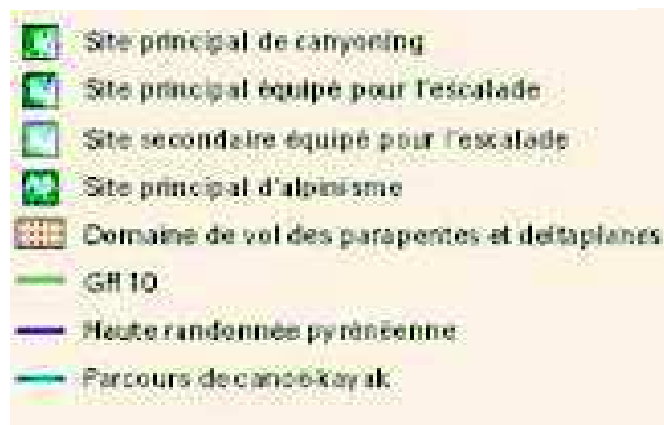 Site principal de canyoning
Site principal équipé pour l'escalade
Site secondaire équipé pour l'escalade
Site principal d'alpinisme
Domaine de vol des parapentes et deltaplanes
GR 10
Haute randonnée pyrénéenne
Parcours de canoë-kayak